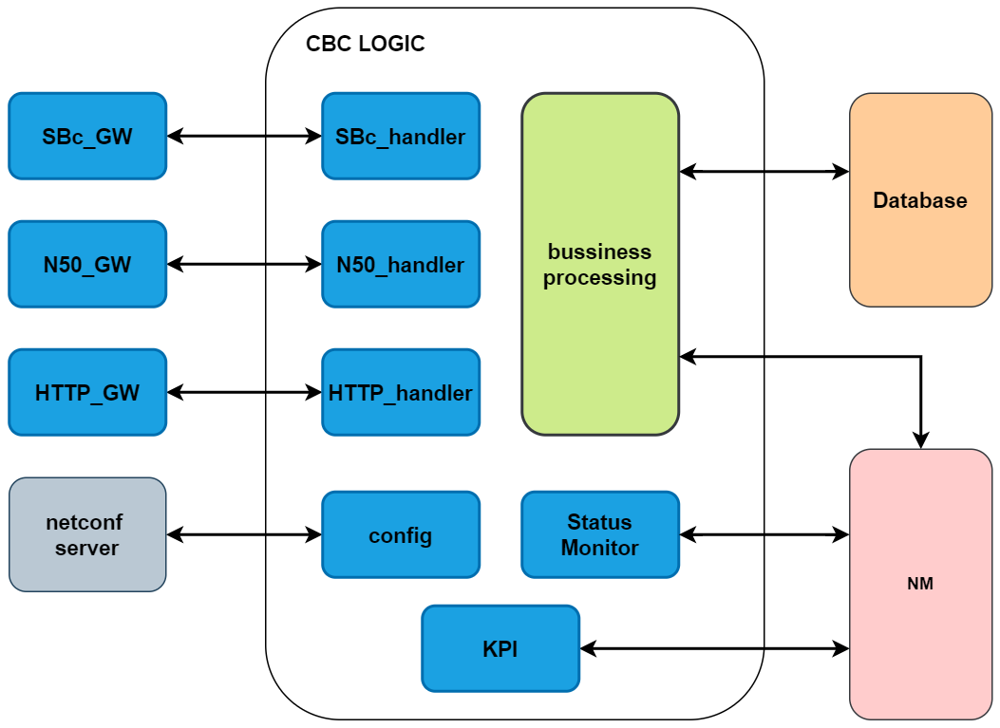 CBC LOGIC
SBc_GW
SBc_handler
N50_GW
N50_handler
HTTP_GW
HTTP_handler
bussiness
processing
Database
netconf
server
config
Status
Monitor
NM
KPI